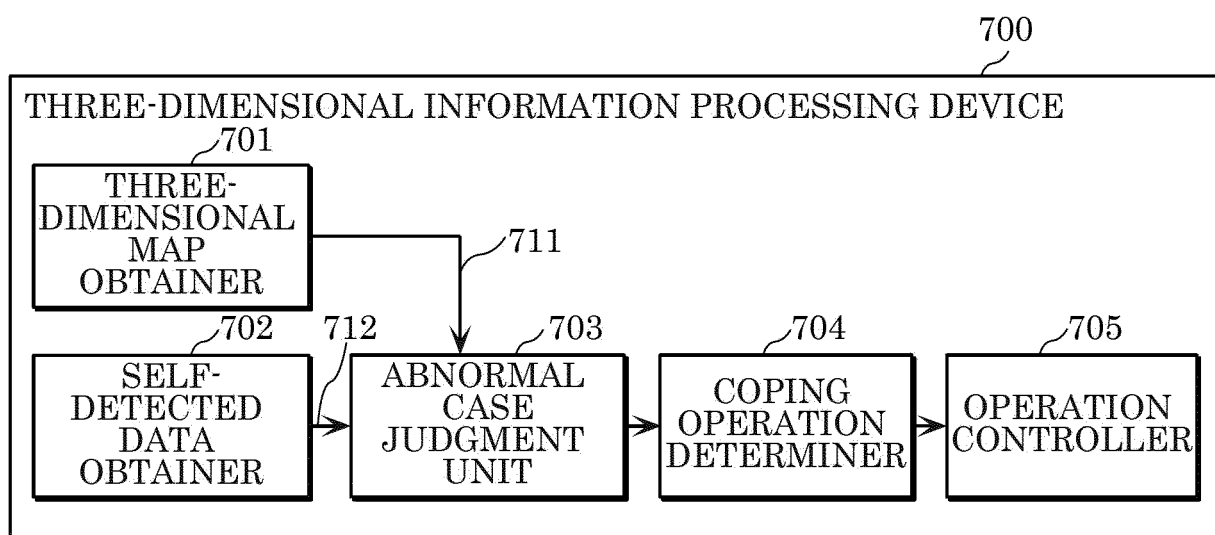 700
THREE-DIMENSIONAL INFORMATION PROCESSING DEVICE
701
THREE-
DIMENSIONAL
MAP
OBTAINER
711
702
SELF-
DETECTED
DATA
OBTAINER
712
703
ABNORMAL
CASE
JUDGMENT
UNIT
704
COPING
OPERATION
DETERMINER
705
OPERATION
CONTROLLER